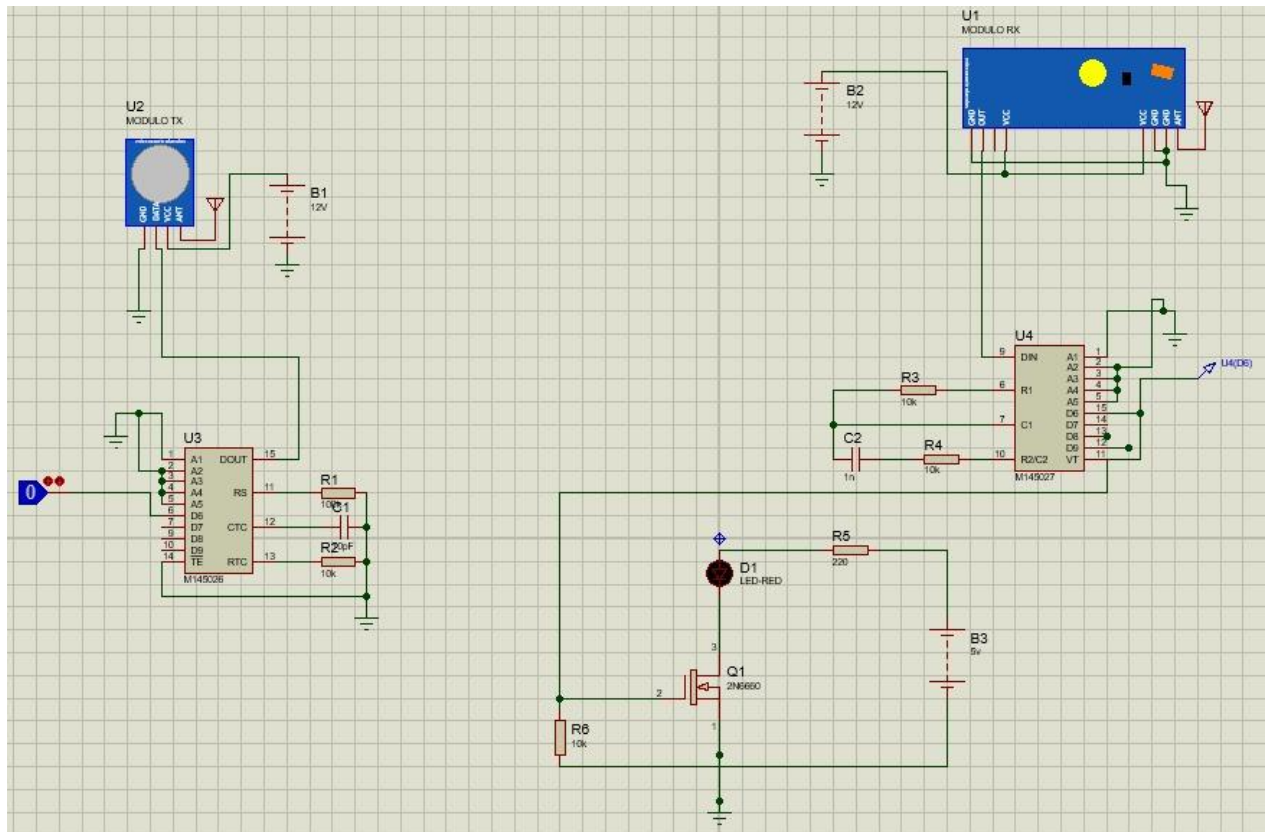 U1
MODULO RX
GND
OUT
VCC
VCC
GND
GND
ANT
B2
12V
U2
MODULO TX
GND
DATA
VCC
ANT
B1
12V
U4
9 DIN
6 R1
7 C1
10 R2/C2
A1 1
A2 2
A3 3
A4 4
A5 5
D6 15
D7 14
D8 13
D9 12
VT 11
M145027
U4(D6)
R3
10k
C2
1n
R4
10k
U3
1 A1
2 A2
3 A3
4 A4
5 A5
6 D6
7 D7
9 D8
10 D9
14 TE
DOUT 15
RS 11
CTC 12
RTC 13
M145026
0
R1
C1
R2
10k
D1
LED-RED
R5
220
B3
5v
3
Q1
2N6660
2
1
R6
10k